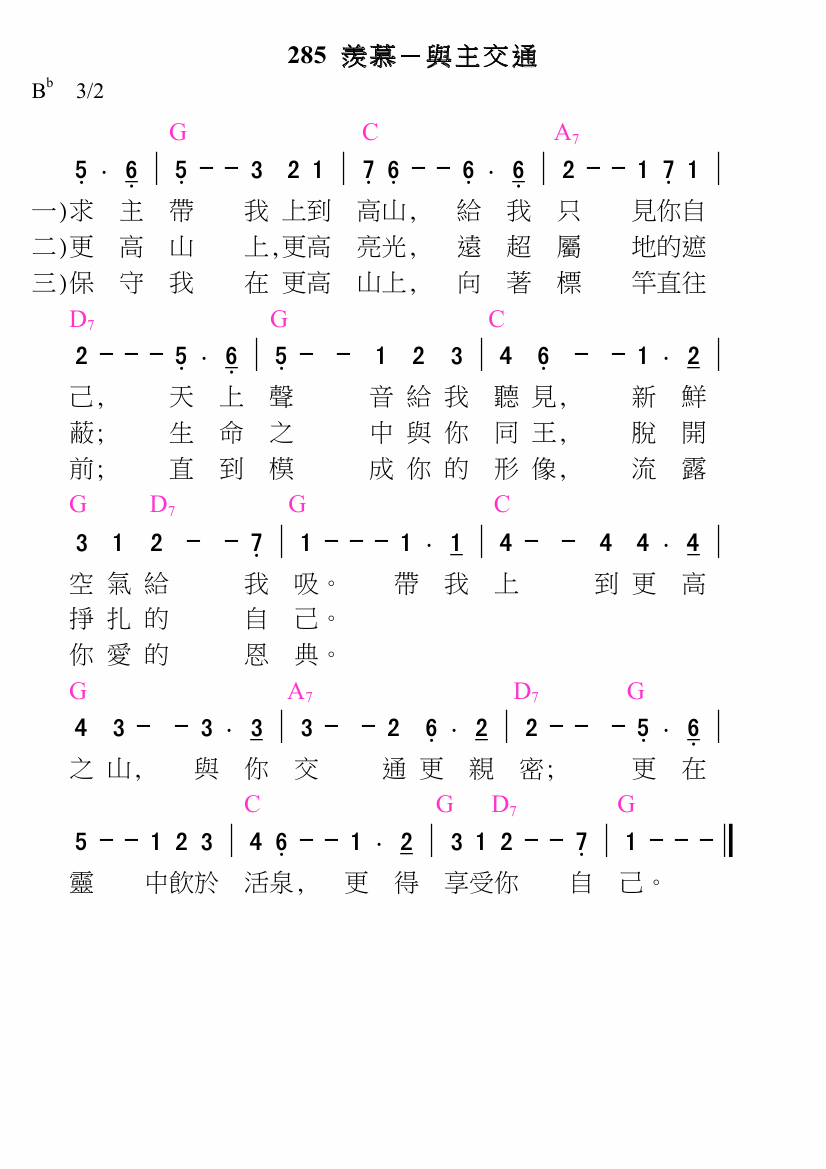 285 羨慕－與主交通
B♭ 3/2
G C A7
5 · 6 | 5 － － 3 2 1 | 7 6 － － 6 · 6 | 2 － － 1 7 1 |
一)求 主 帶 我 上到 高山, 給 我 只 見你自
二)更 高 山 上,更高 亮光, 遠 超 屬 地的遮
三)保 守 我 在 更高 山上, 向 著 標 竿直往
D7 G C
2 － － － 5 · 6 | 5 － － 1 2 3 | 4 6 － － 1 · 2 |
己, 天 上 聲 音 給 我 聽 見, 新 鮮
蔽; 生 命 之 中 與 你 同 王, 脫 開
前; 直 到 模 成 你 的 形 像, 流 露
G D7 G C
3 1 2 － － 7 | 1 － － － 1 · 1 | 4 － － 4 4 · 4 |
空 氣 給 我 吸。 帶 我 上 到 更 高
掙 扎 的 自 己。
你 愛 的 恩 典。
G A7 D7 G
4 3 － － 3 · 3 | 3 － － 2 6 · 2 | 2 － － － 5 · 6 |
之 山, 與 你 交 通 更 親 密; 更 在
C G D7 G
5 － － 1 2 3 | 4 6 － － 1 · 2 | 3 1 2 － － 7 | 1 － － － ‖
靈 中飲於 活泉, 更 得 享受你 自 己。